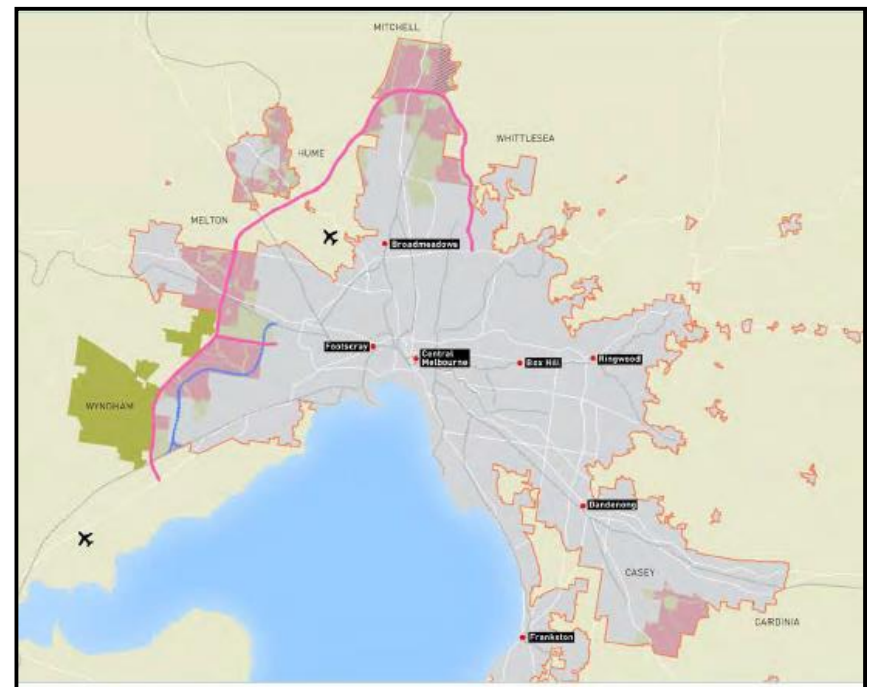 MITCHELL
WHITTLESEA
HUME
MELTON
Broadmeadows
Footscray
Central
Melbourne
Box Hill
Ringwood
WYNDHAM
Dandenong
CASEY
CARDINIA
Frankston